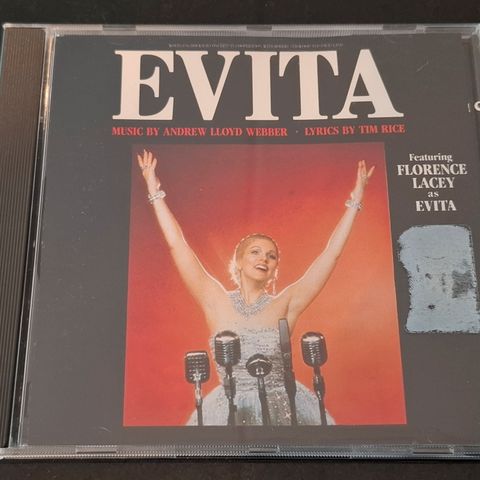 EVITA
MUSIC BY ANDREW LLOYD WEBBER · LYRICS BY TIM RICE
Featuring
FLORENCE
LACEY
as
EVITA